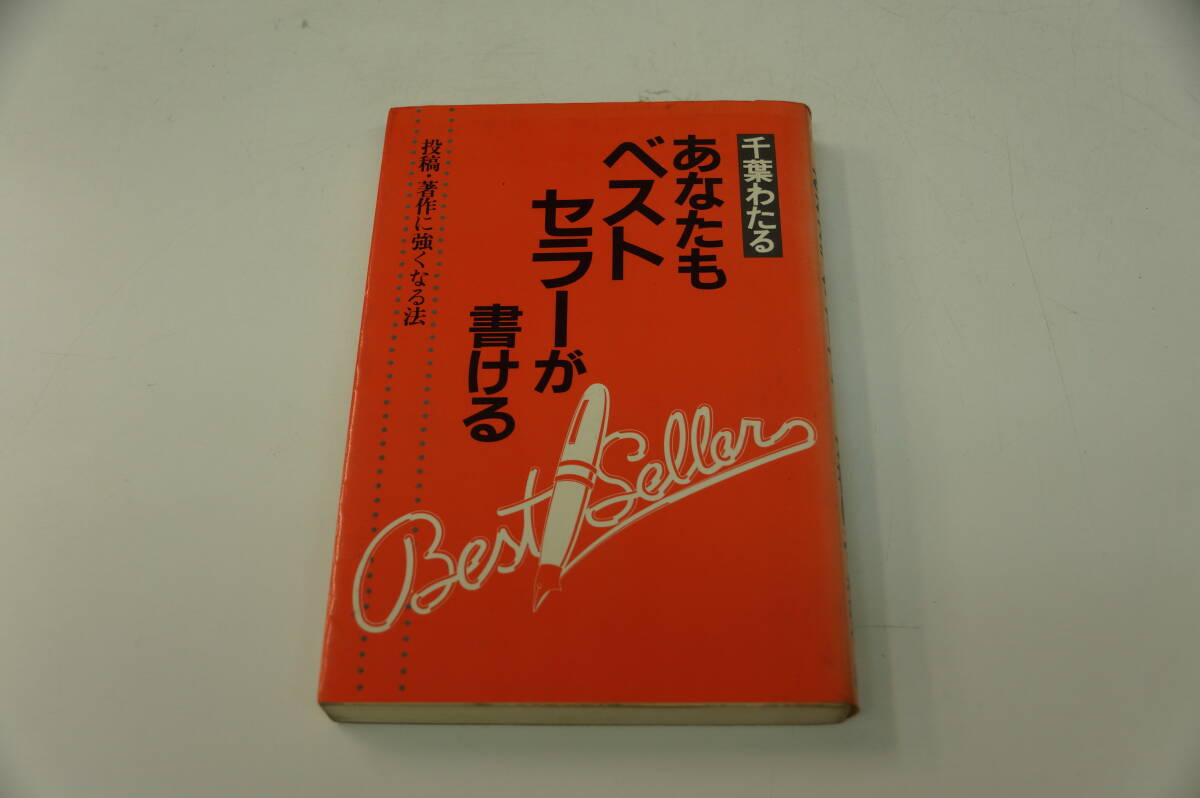 千葉わたる
あなたも
ベスト
セラーが
書ける
投稿・著作に強くなる法
Best Seller